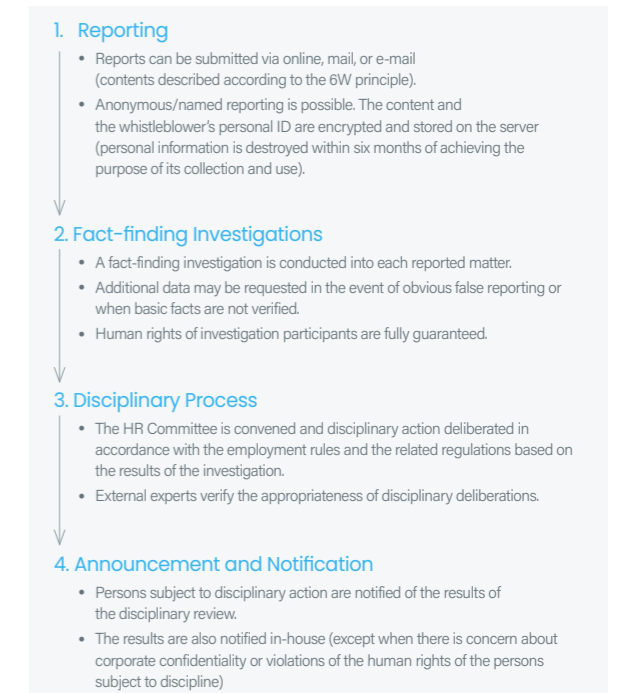 1. Reporting
• Reports can be submitted via online, mail, or e-mail
(contents described according to the 6W principle).
• Anonymous/named reporting is possible. The content and
the whistleblower's personal ID are encrypted and stored on the server
(personal information is destroyed within six months of achieving the
purpose of its collection and use).
2. Fact-finding Investigations
• A fact-finding investigation is conducted into each reported matter.
• Additional data may be requested in the event of obvious false reporting or
when basic facts are not verified.
• Human rights of investigation participants are fully guaranteed.
3. Disciplinary Process
• The HR Committee is convened and disciplinary action deliberated in
accordance with the employment rules and the related regulations based on
the results of the investigation.
• External experts verify the appropriateness of disciplinary deliberations.
4. Announcement and Notification
• Persons subject to disciplinary action are notified of the results of
the disciplinary review.
• The results are also notified in-house (except when there is concern about
corporate confidentiality or violations of the human rights of the persons
subject to discipline)